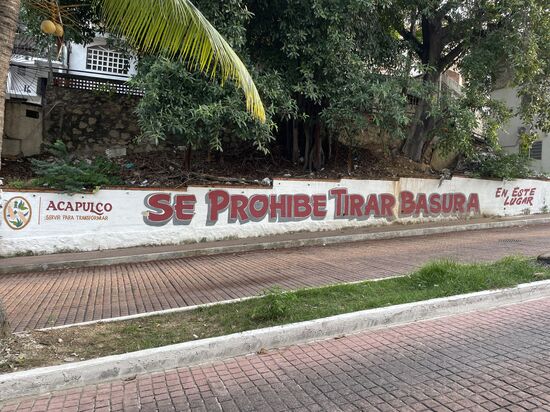 ACAPULCO
SERVIR PARA TRANSFORMAR
SE PROHIBE TIRAR BASURA
EN ESTE
LUGAR